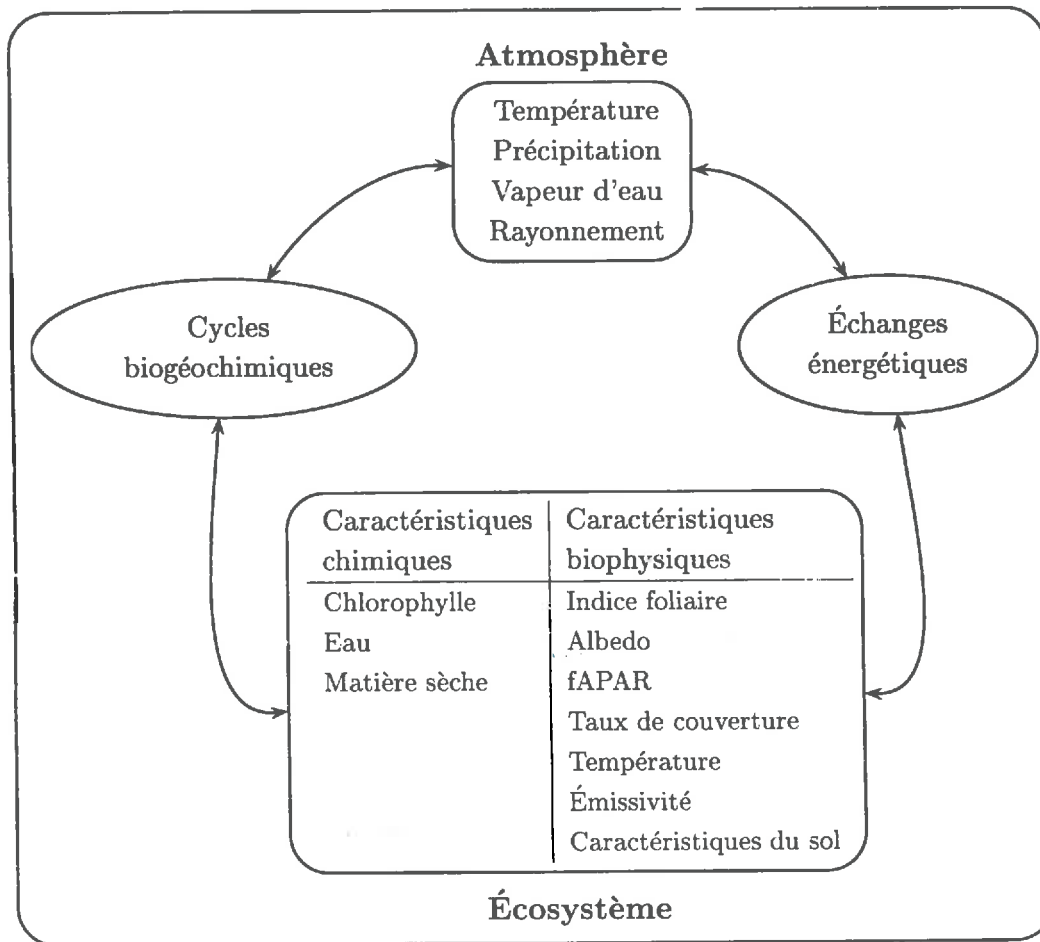 Atmosphère
Température
Précipitation
Vapeur d'eau
Rayonnement
Cycles
biogéochimiques
Échanges
énergétiques
Caractéristiques
chimiques
Caractéristiques
biophysiques
Chlorophylle
Eau
Matière sèche
Indice foliaire
Albedo
fAPAR
Taux de couverture
Température
Émissivité
Caractéristiques du sol
Écosystème